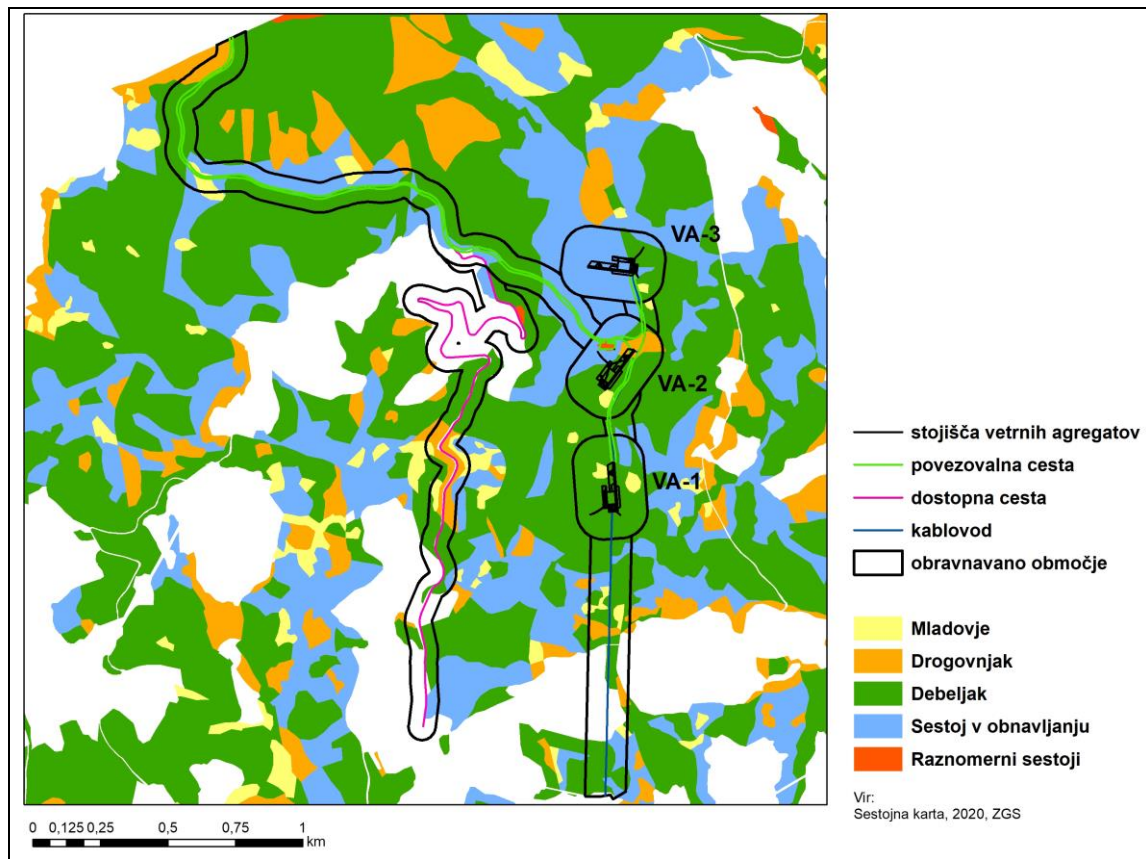 VA-3
VA-2
VA-1
stojišča vetrnih agregatov
povezovalna cesta
dostopna cesta
kablovod
obravnavano območje
Mladovje
Drogovnjak
Debeljak
Sestoj v obnavljanju
Raznomerni sestoji
Vir:
Sestojna karta, 2020, ZGS
0 0,125 0,25 0,5 0,75 1
km